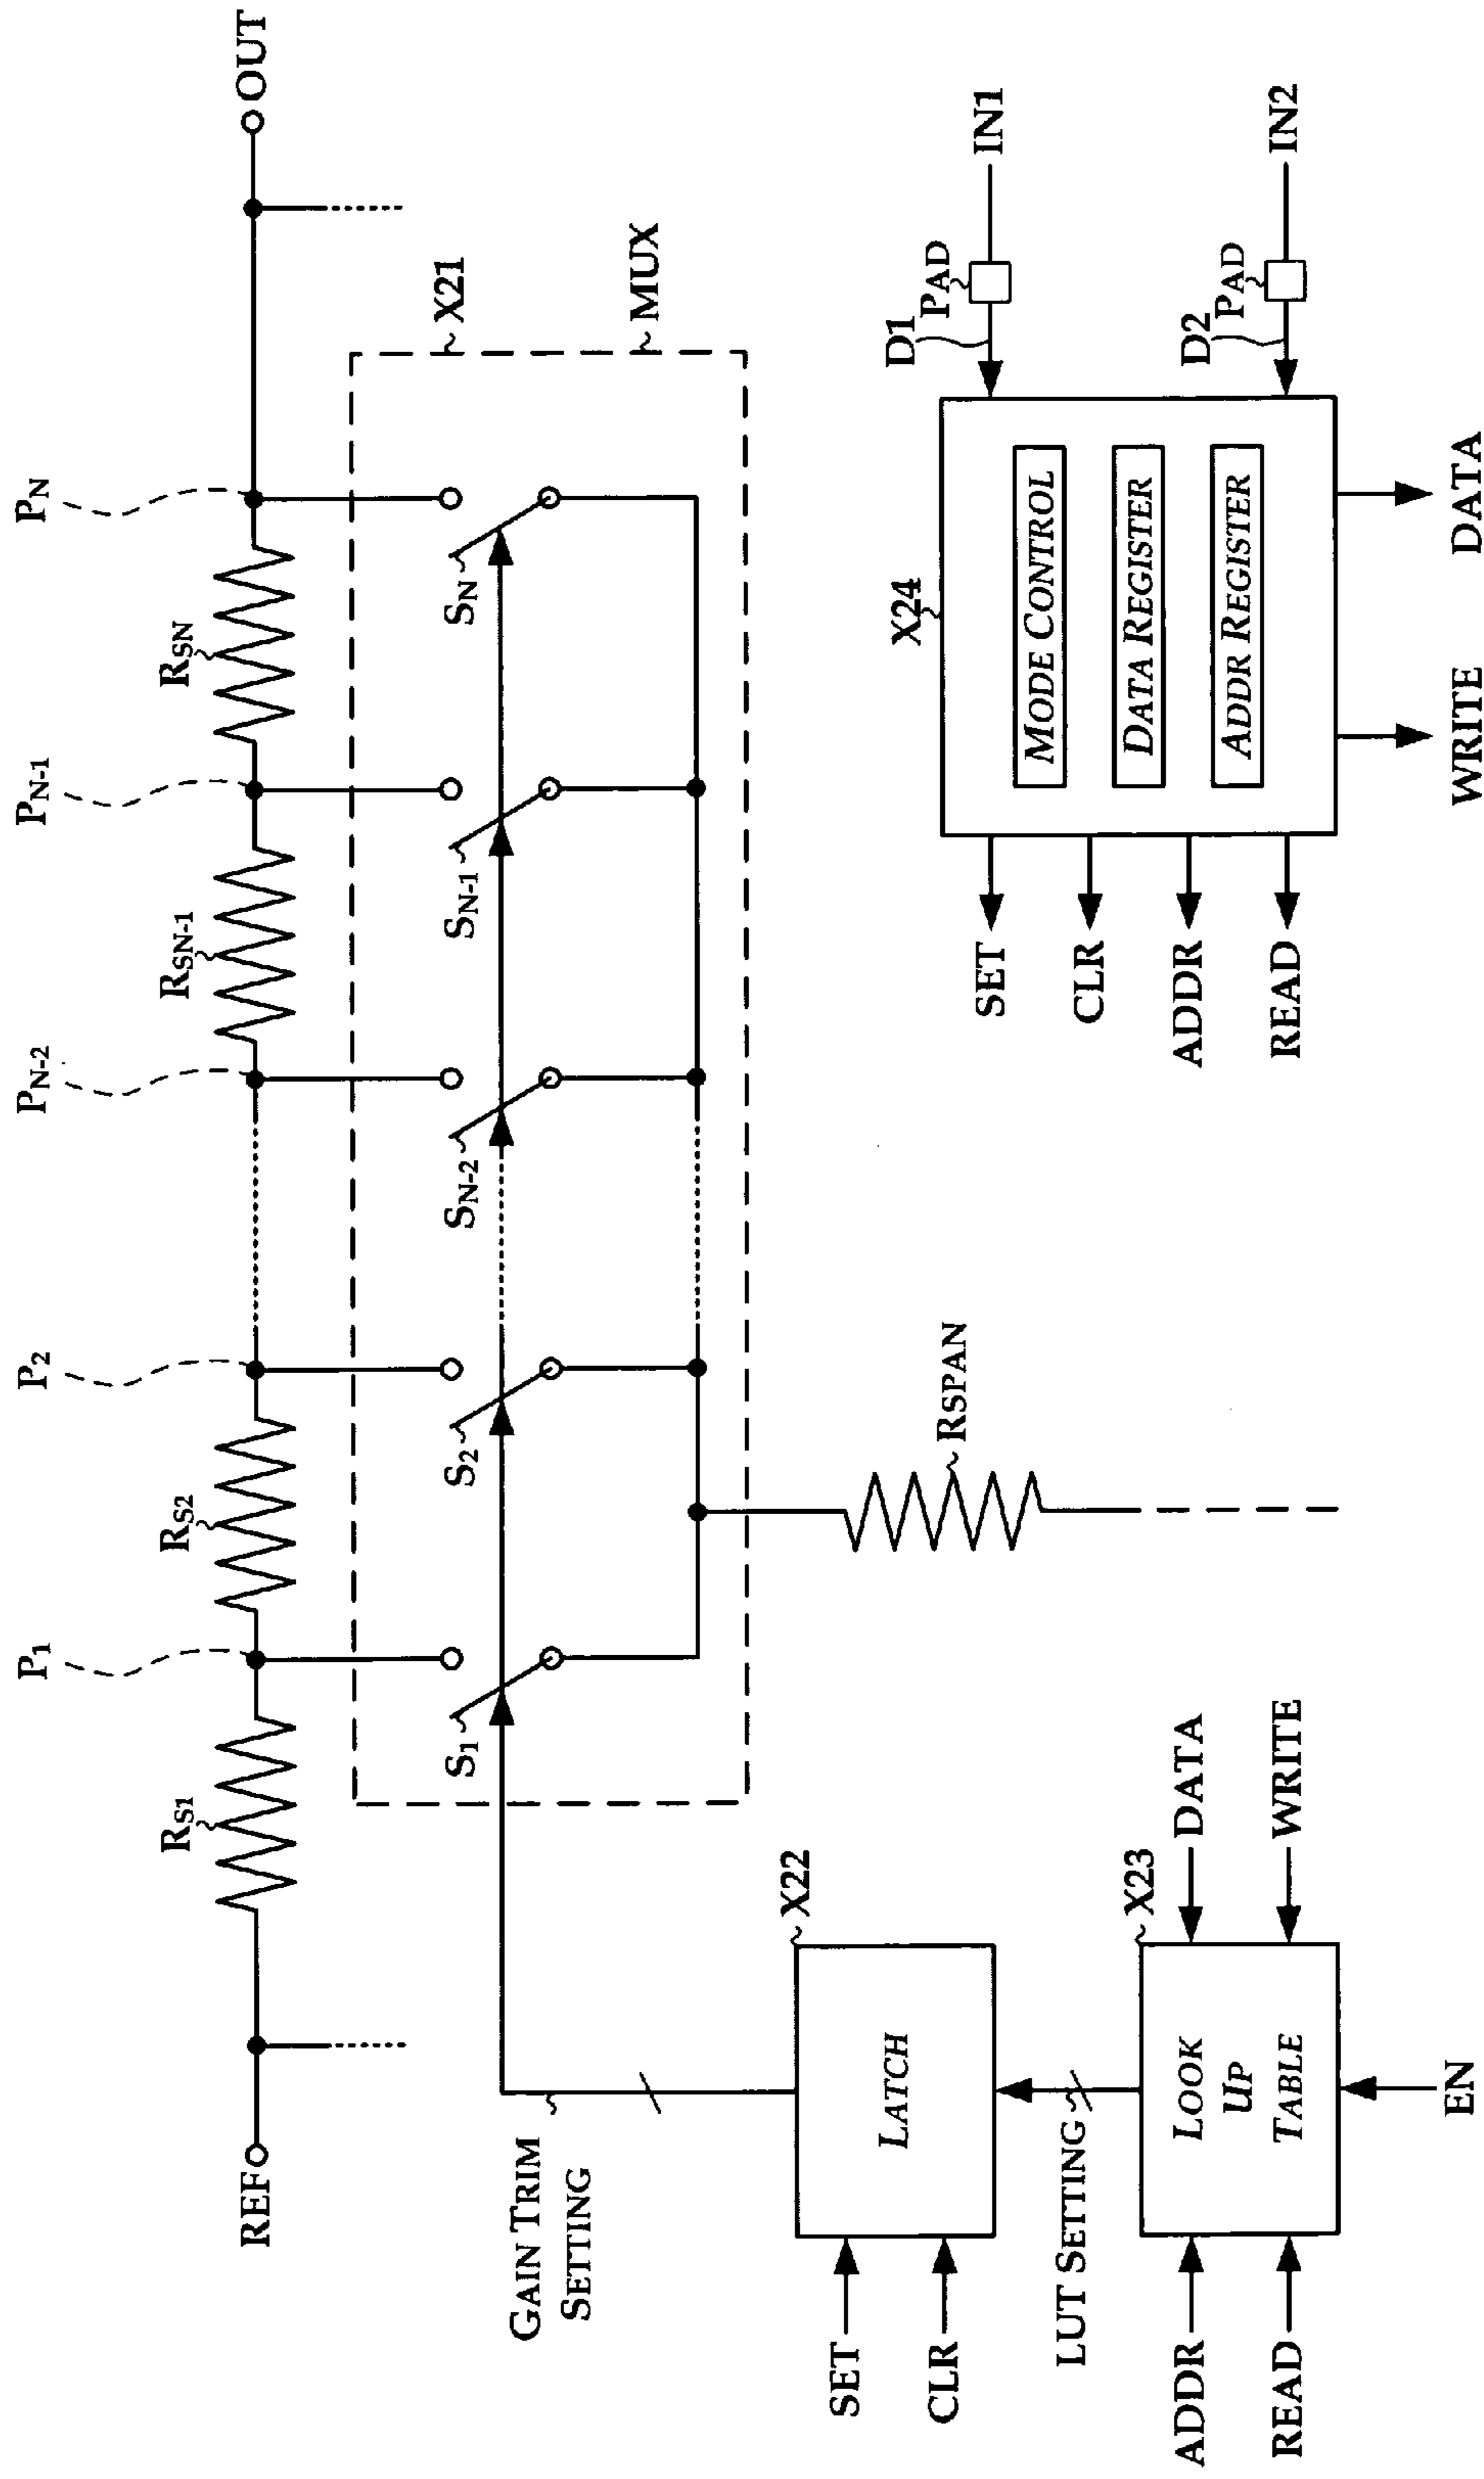 P1
P2
PN-2
PN-1
PN
RS1
RS2
RSN-1
RSN
REF
OUT
S1
S2
SN-2
SN-1
SN
X21
MUX
GAIN TRIM
SETTING
RSPAN
X22
LATCH
SET
CLR
LUT SETTING
X23
LOOK
UP
TABLE
ADDR
READ
DATA
WRITE
EN
X24
MODE CONTROL
DATA REGISTER
ADDR REGISTER
SET
CLR
ADDR
READ
D1
PAD
IN1
D2
PAD
IN2
WRITE
DATA